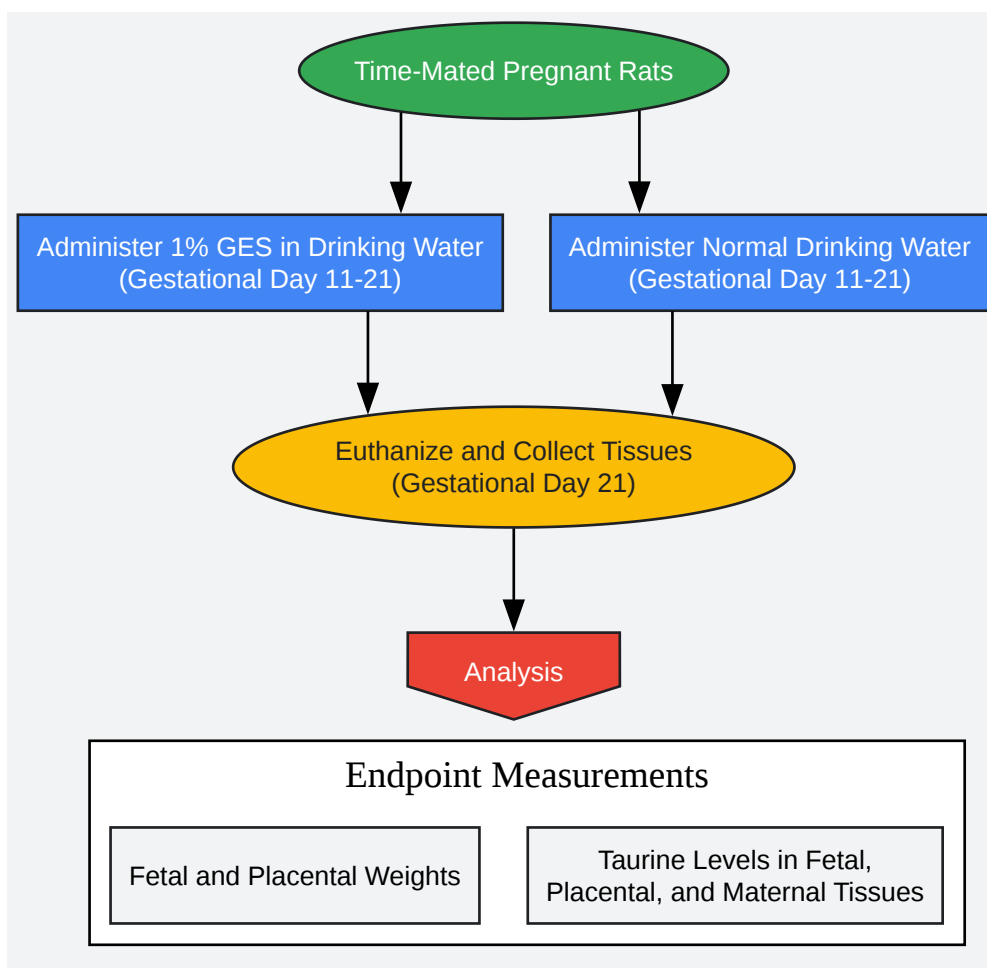 Time-Mated Pregnant Rats
Administer 1% GES in Drinking Water
(Gestational Day 11-21)
Administer Normal Drinking Water
(Gestational Day 11-21)
Euthanize and Collect Tissues
(Gestational Day 21)
Analysis
Endpoint Measurements
Fetal and Placental Weights
Taurine Levels in Fetal,
Placental, and Maternal Tissues